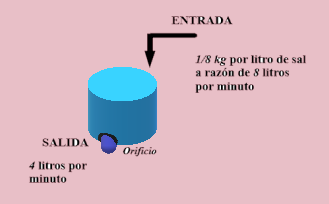 ENTRADA
1/8 kg por litro de sal
a razón de 8 litros
por minuto
SALIDA
Orificio
4 litros por
minuto